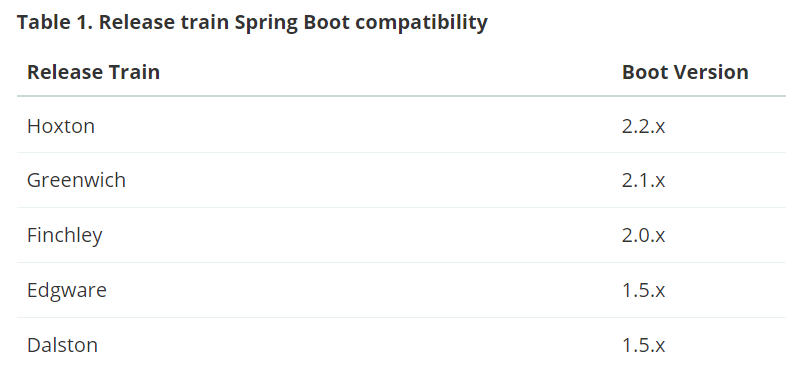 Table 1. Release train Spring Boot compatibility
Release Train Boot Version
Hoxton 2.2.x
Greenwich 2.1.x
Finchley 2.0.x
Edgware 1.5.x
Dalston 1.5.x